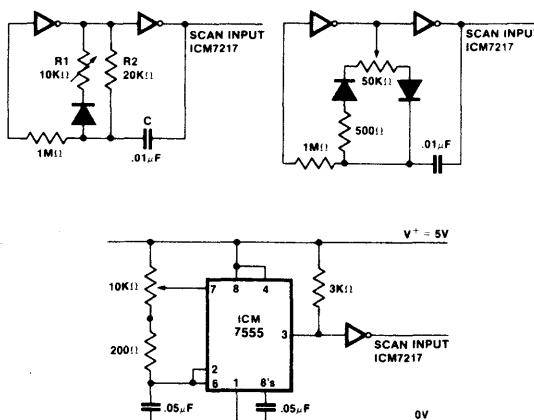 SCAN INPUT
ICM7217
R1
10KΩ
R2
20KΩ
C
.01μF
1MΩ
SCAN INPUT
ICM7217
50KΩ
500Ω
1MΩ
.01μF
V+ = 5V
10KΩ
7
8
4
3KΩ
ICM
7555
3
SCAN INPUT
ICM7217
200Ω
2
6
1
8's
.05μF
.05μF
0V